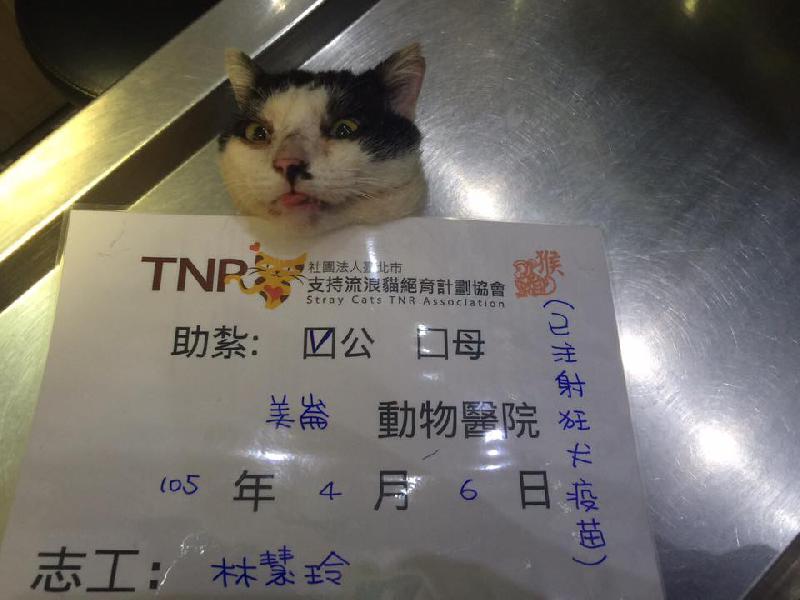 TNR
社團法人臺北市
支持流浪貓絕育計劃協會
Stray Cats TNR Association
猴
助紮: ☑公 □母
美崙 動物醫院
105 年 4 月 6 日
志工: 林慧玲
(已注射狂犬疫苗)